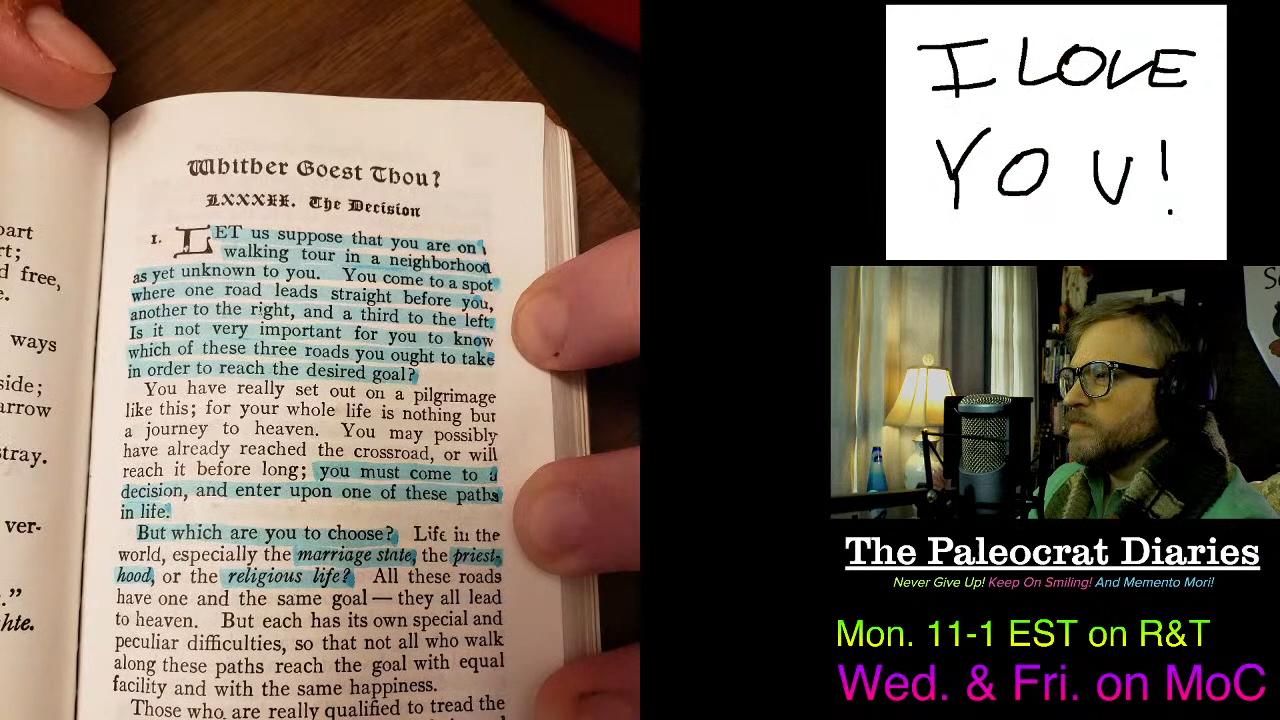 part
rt;
d free,
e.
ways
side;
arrow
stray.
ver-
."
hte.
Whither Goest Thou?
LXXXII. The Decision
1. LET us suppose that you are on
walking tour in a neighborhood
as yet unknown to you. You come to a spot
where one road leads straight before you,
another to the right, and a third to the left.
Is it not very important for you to know
which of these three roads you ought to take
in order to reach the desired goal?
You have really set out on a pilgrimage
like this; for your whole life is nothing but
a journey to heaven. You may possibly
have already reached the crossroad, or will
reach it before long; you must come to a
decision, and enter upon one of these paths
in life.
But which are you to choose? Life in the
world, especially the marriage state, the priest-
hood, or the religious life? All these roads
have one and the same goal — they all lead
to heaven. But each has its own special and
peculiar difficulties, so that not all who walk
along these paths reach the goal with equal
facility and with the same happiness.
Those who are really qualified to tread the
I LOVE
YOU!
The Paleocrat Diaries
Never Give Up! Keep On Smiling! And Memento Mori!
Mon. 11-1 EST on R&T
Wed. & Fri. on MoC